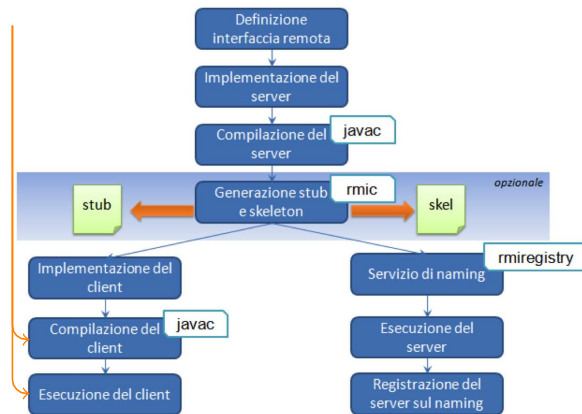 Definizione
interfaccia remota
Implementazione del
server
Compilazione del
server
javac
opzionale
Generazione stub
e skeleton
rmic
stub
skel
Implementazione del
client
Servizio di naming
rmiregistry
Compilazione del
client
javac
Esecuzione del
server
Esecuzione del client
Registrazione del
server sul naming